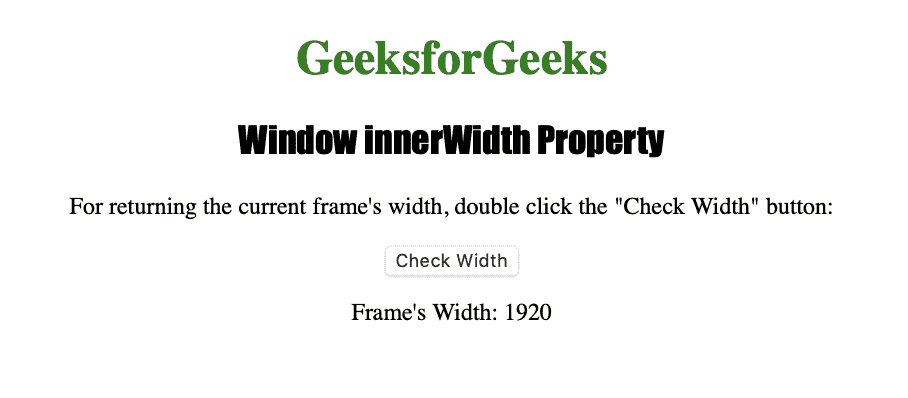 GeeksforGeeks
Window innerWidth Property
For returning the current frame's width, double click the "Check Width" button:
Check Width
Frame's Width: 1920